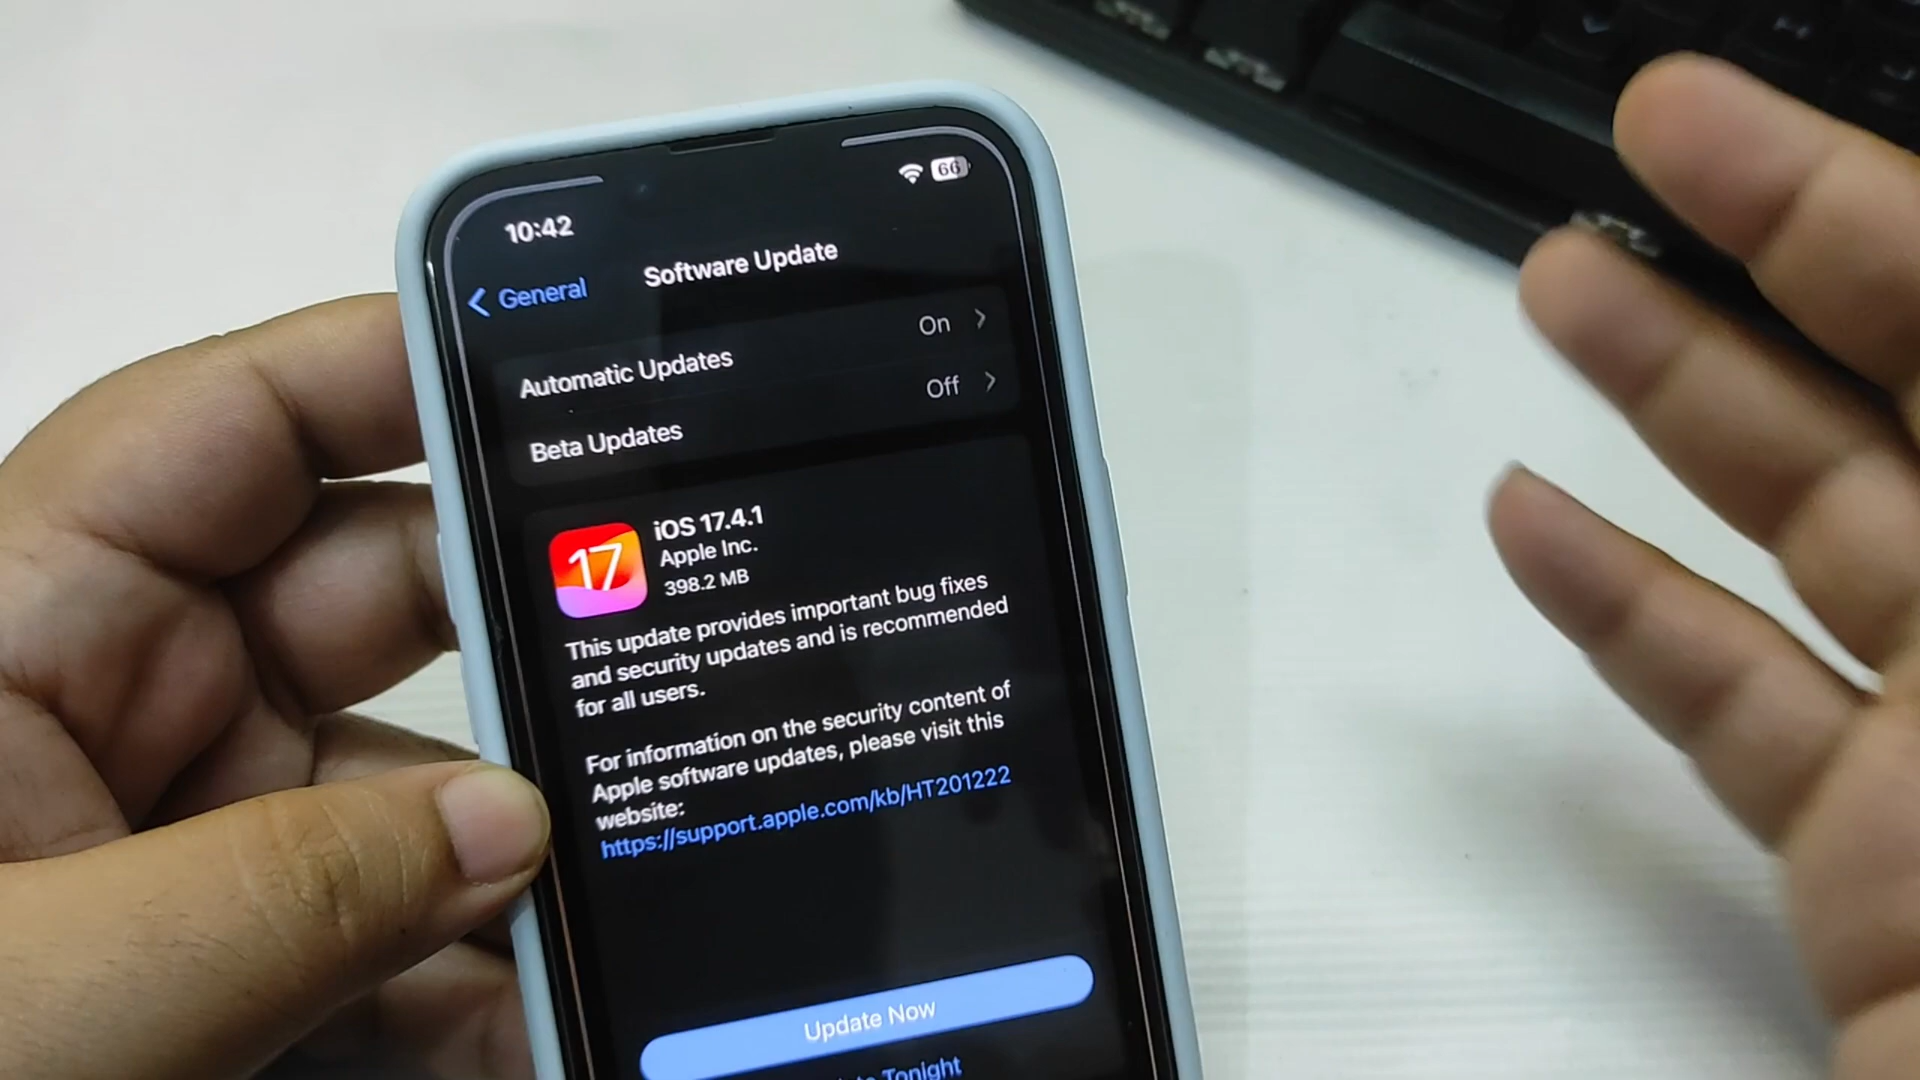 66
10:42
General
Software Update
Automatic Updates
On
Beta Updates
Off
17
iOS 17.4.1
Apple Inc.
398.2 MB
This update provides important bug fixes
and security updates and is recommended
for all users.
For information on the security content of
Apple software updates, please visit this
website:
https://support.apple.com/kb/HT201222
Update Now
Tonight